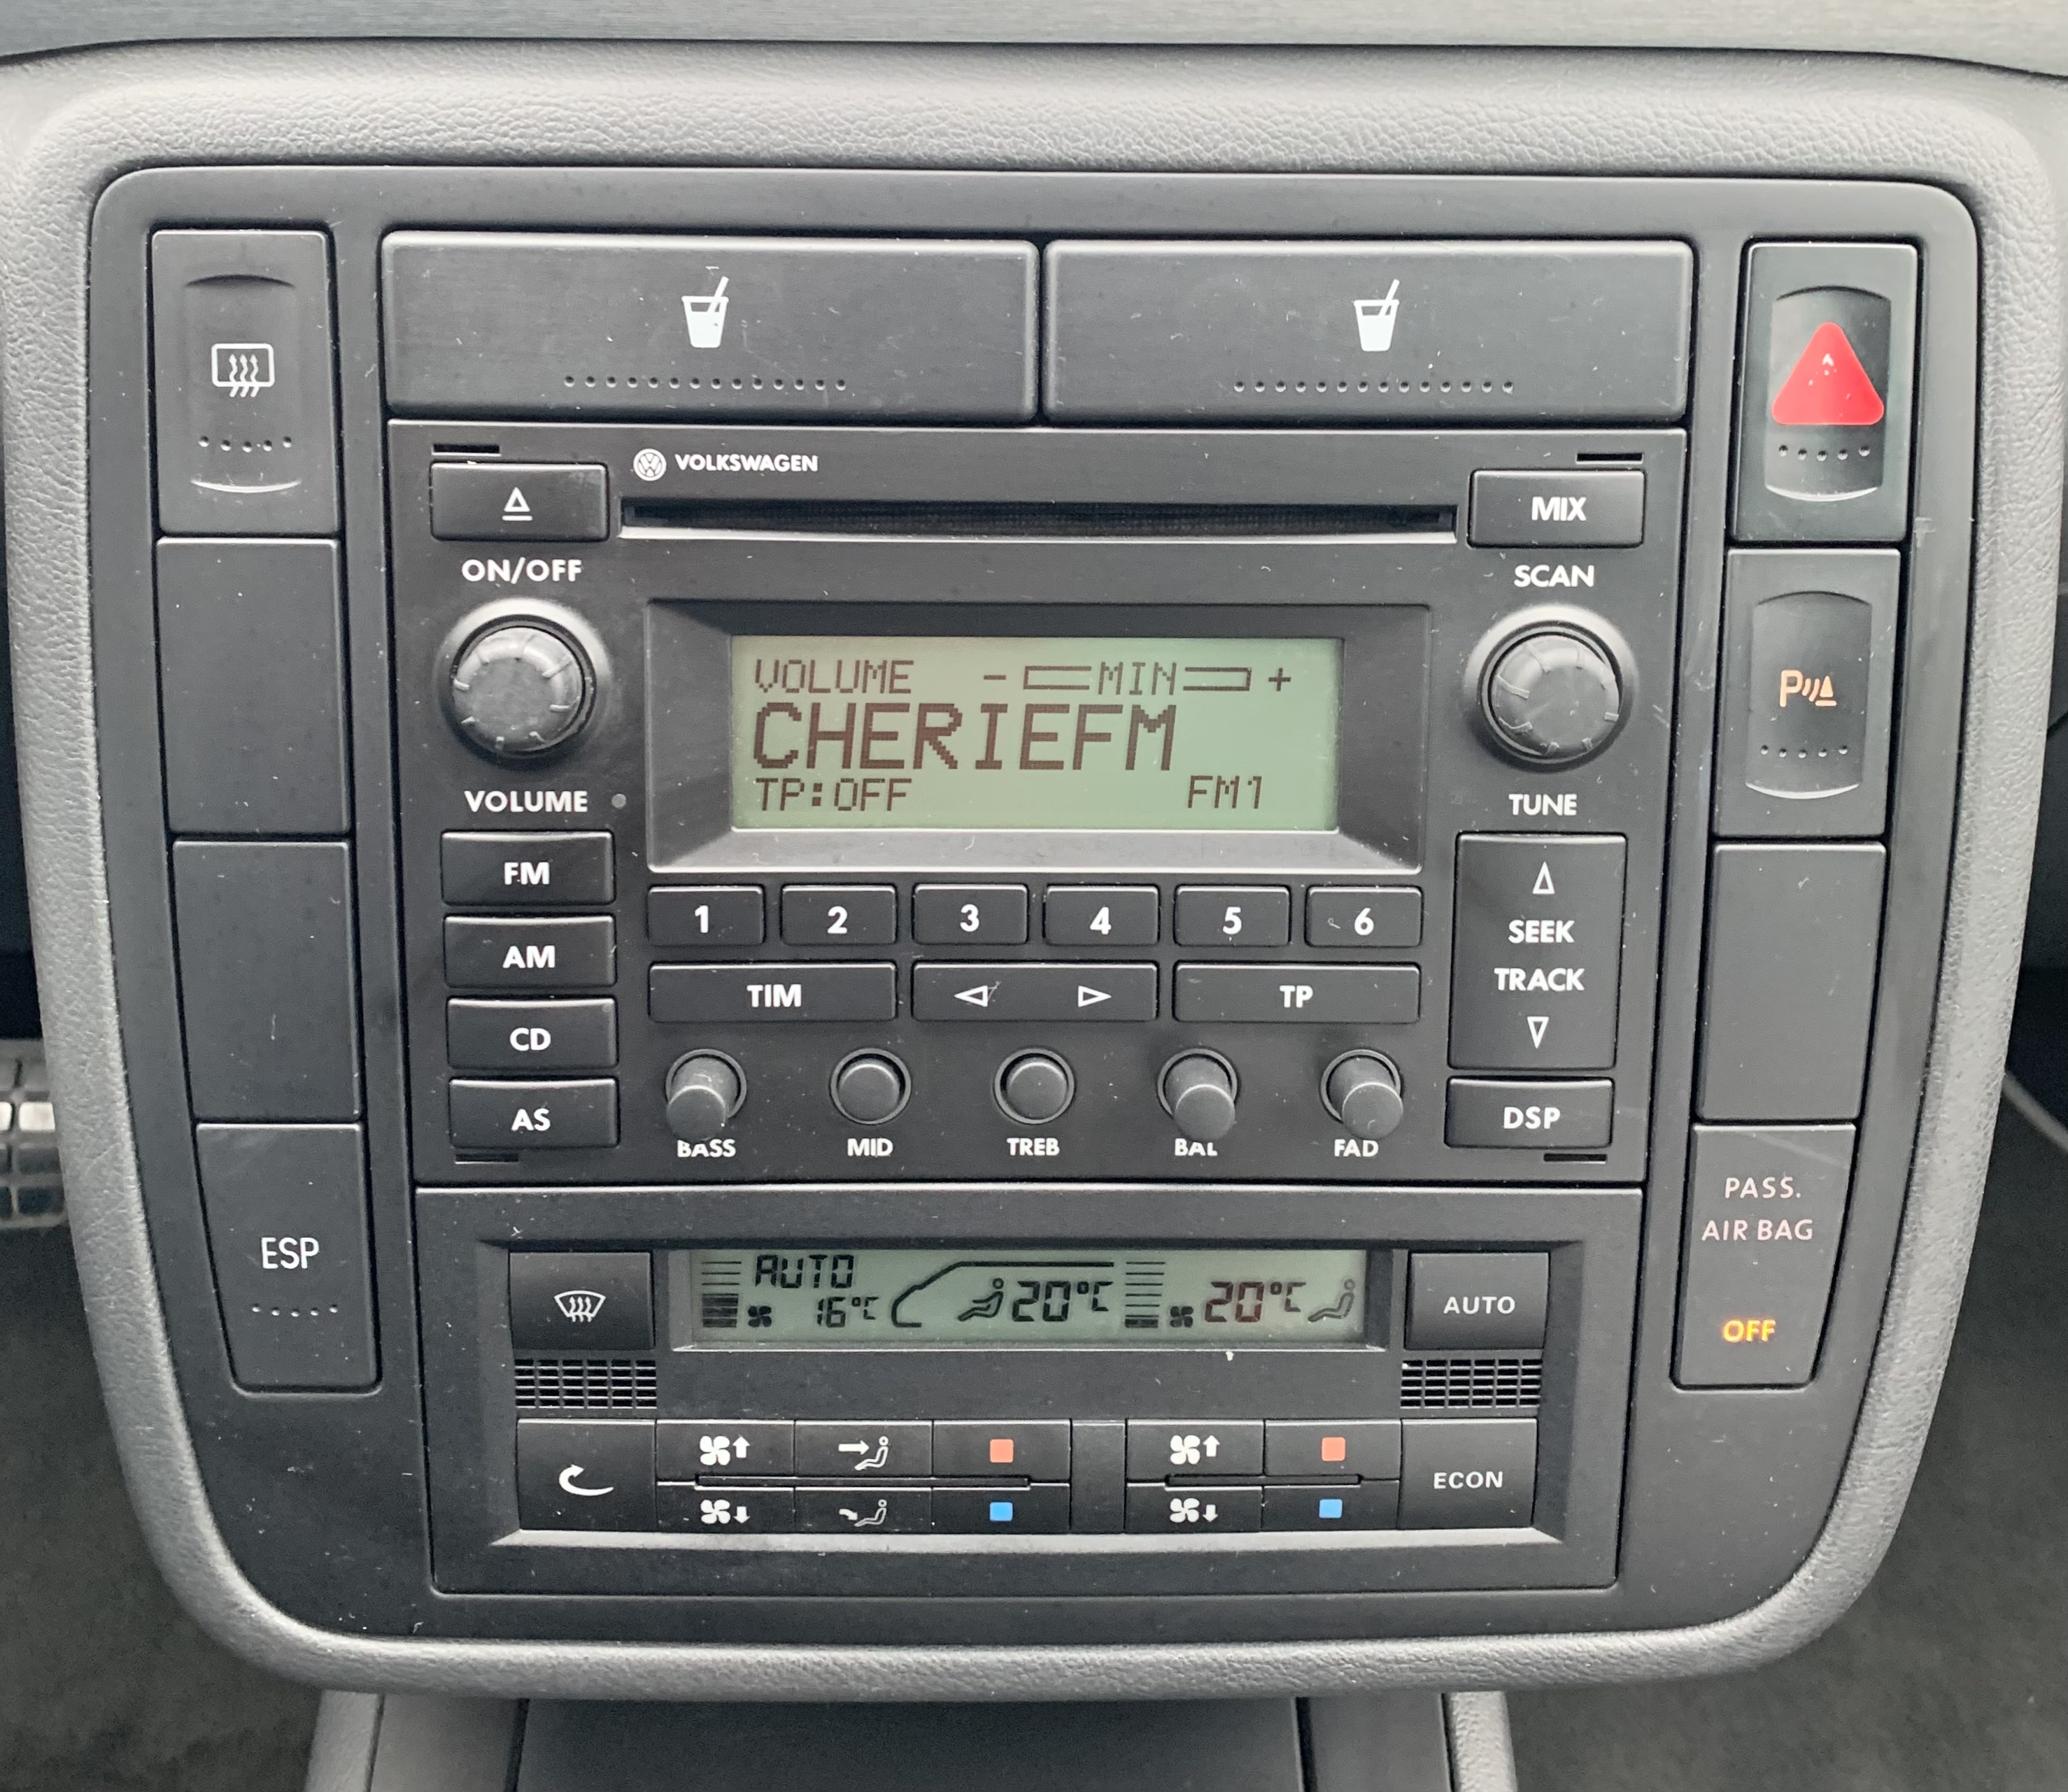 VOLKSWAGEN
MIX
ON/OFF
SCAN
VOLUME - MIN +
CHERIEFM
TP:OFF FM1
VOLUME
TUNE
FM
1 2 3 4 5 6
SEEK
AM
TRACK
TIM
TP
CD
AS
DSP
BASS MID TREB BAL FAD
PASS.
AIR BAG
OFF
ESP
AUTO
16°C 20°C 20°C
AUTO
ECON
P